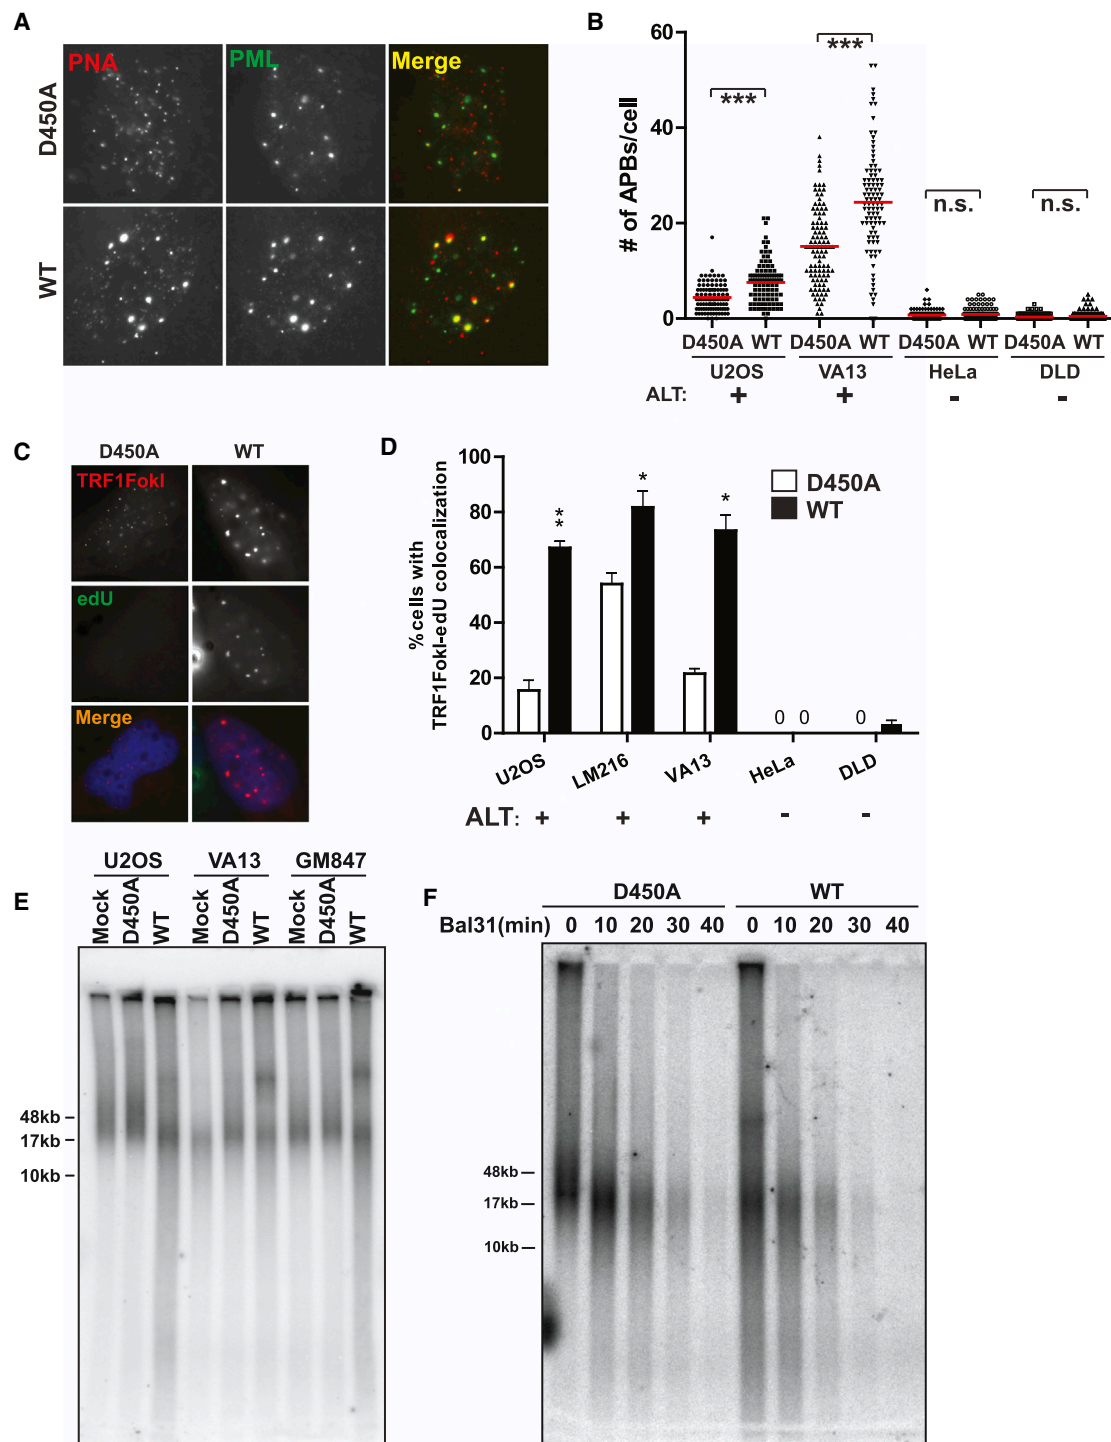 A
PNA
PML
Merge
D450A
WT
B
# of APBs/cell
60
40
20
0
***
***
n.s.
n.s.
D450A WT D450A WT D450A WT D450A WT
U2OS VA13 HeLa DLD
ALT: + + - -
C
D450A WT
TRF1FokI
edU
Merge
D
%cells with
TRF1FokI-edU colocalization
100
80
60
40
20
0
**
*
*
0 0 0
D450A
WT
U2OS LM216 VA13 HeLa DLD
ALT: + + + - -
E
U2OS VA13 GM847
Mock D450A WT Mock D450A WT Mock D450A WT
48kb
17kb
10kb
F
D450A WT
Bal31(min) 0 10 20 30 40 0 10 20 30 40
48kb
17kb
10kb